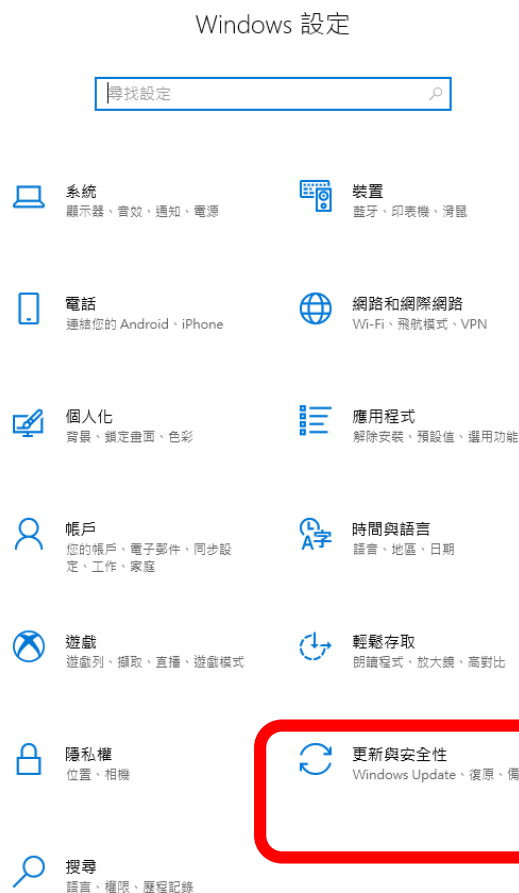 Windows 設定
尋找設定
系統
顯示器、音效、通知、電源
裝置
藍牙、印表機、滑鼠
電話
連結您的 Android、iPhone
網路和網際網路
Wi-Fi、飛航模式、VPN
個人化
背景、鎖定畫面、色彩
應用程式
解除安裝、預設值、選用功能
帳戶
您的帳戶、電子郵件、同步設
定、工作、家庭
時間與語言
語音、地區、日期
遊戲
遊戲列、擷取、直播、遊戲模式
輕鬆存取
朗讀程式、放大鏡、高對比
隱私權
位置、相機
更新與安全性
Windows Update、復原、備
搜尋
語言、權限、歷程記錄